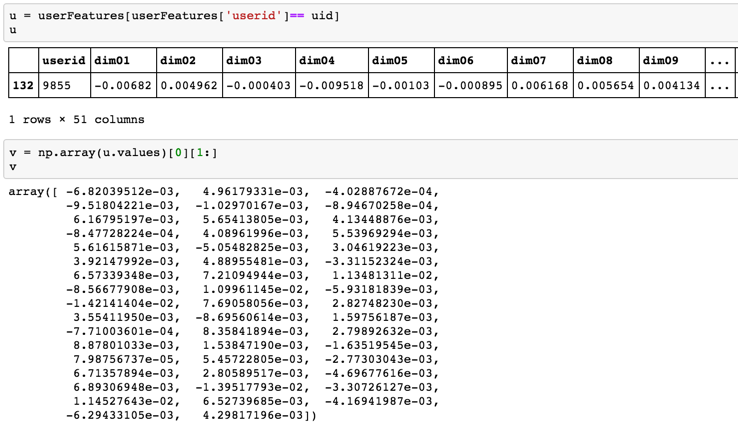 u = userFeatures[userFeatures['userid']== uid]
u
userid dim01 dim02 dim03 dim04 dim05 dim06 dim07 dim08 dim09 ...
132 9855 -0.00682 0.004962 -0.000403 -0.009518 -0.00103 -0.000895 0.006168 0.005654 0.004134 ...
1 rows × 51 columns
v = np.array(u.values)[0][1:]
v
array([ -6.82039512e-03, 4.96179331e-03, -4.02887672e-04,
-9.51804221e-03, -1.02970167e-03, -8.94670258e-04,
6.16795197e-03, 5.65413805e-03, 4.13448876e-03,
-8.47728224e-04, 4.08961996e-03, 5.53969294e-03,
5.61615871e-03, -5.05482825e-03, 3.04619223e-03,
3.92147992e-03, 4.88955481e-03, -3.31152324e-03,
6.57339348e-03, 7.21094944e-03, 1.13481311e-02,
-8.56677908e-03, 1.09961145e-02, -5.93181839e-03,
-1.42141404e-02, 7.69058056e-03, 2.82748230e-03,
3.55411950e-03, -8.69560614e-03, 1.59756187e-03,
-7.71003601e-04, 8.35841894e-03, 2.79892632e-03,
8.87801033e-03, 1.53847190e-03, -1.63519545e-03,
7.98756737e-05, 5.45722805e-03, -2.77303043e-03,
6.71357894e-03, 2.80589517e-03, -4.69677616e-03,
6.89306948e-03, -1.39517793e-02, -3.30726127e-03,
1.14527643e-02, 6.52739685e-03, -4.16941987e-03,
-6.29433105e-03, 4.29817196e-03])